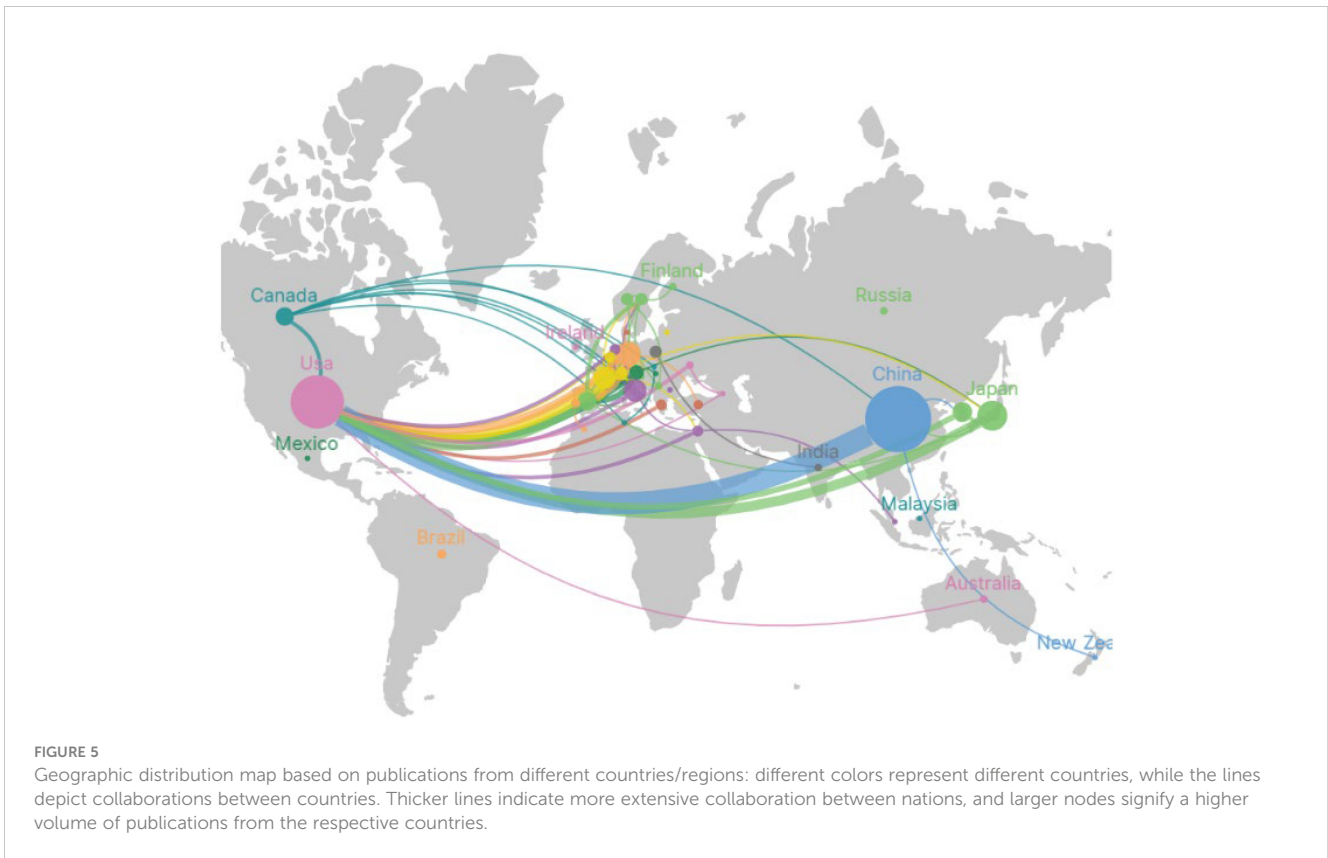 Finland
Canada
Russia
Ireland
Usa
China
Japan
Mexico
India
Malaysia
Brazil
Australia
New Zea
FIGURE 5
Geographic distribution map based on publications from different countries/regions: different colors represent different countries, while the lines
depict collaborations between countries. Thicker lines indicate more extensive collaboration between nations, and larger nodes signify a higher
volume of publications from the respective countries.